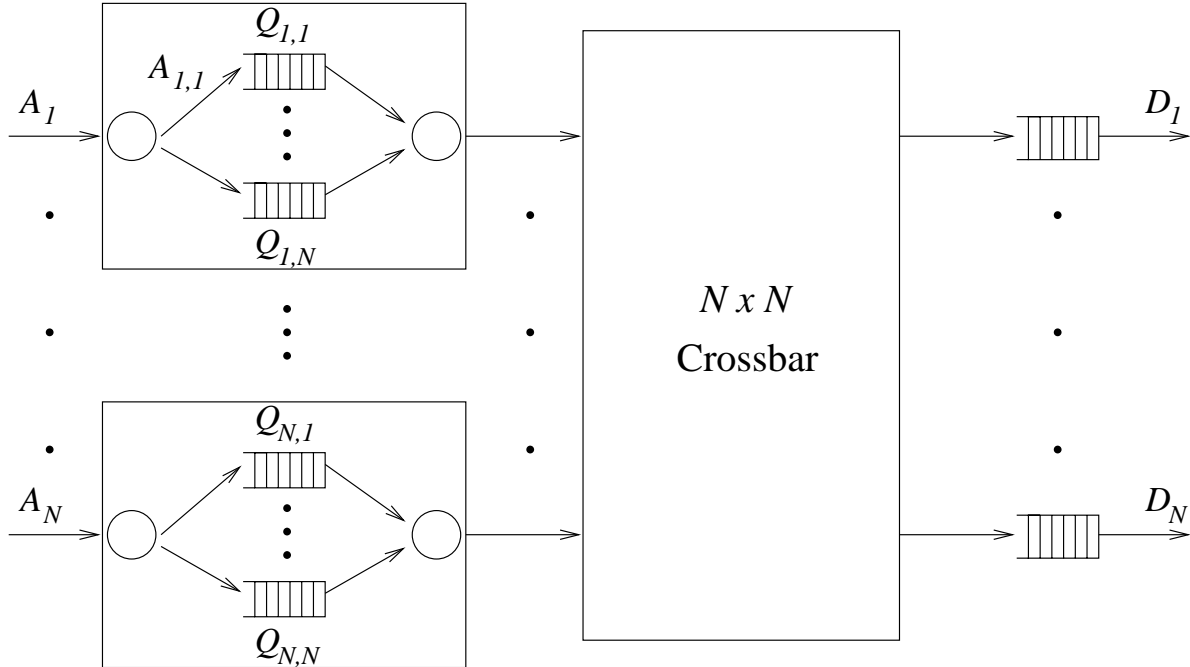 Q1,1
A1,1
A1
D1
Q1,N
N x N
Crossbar
QN,1
AN
DN
QN,N